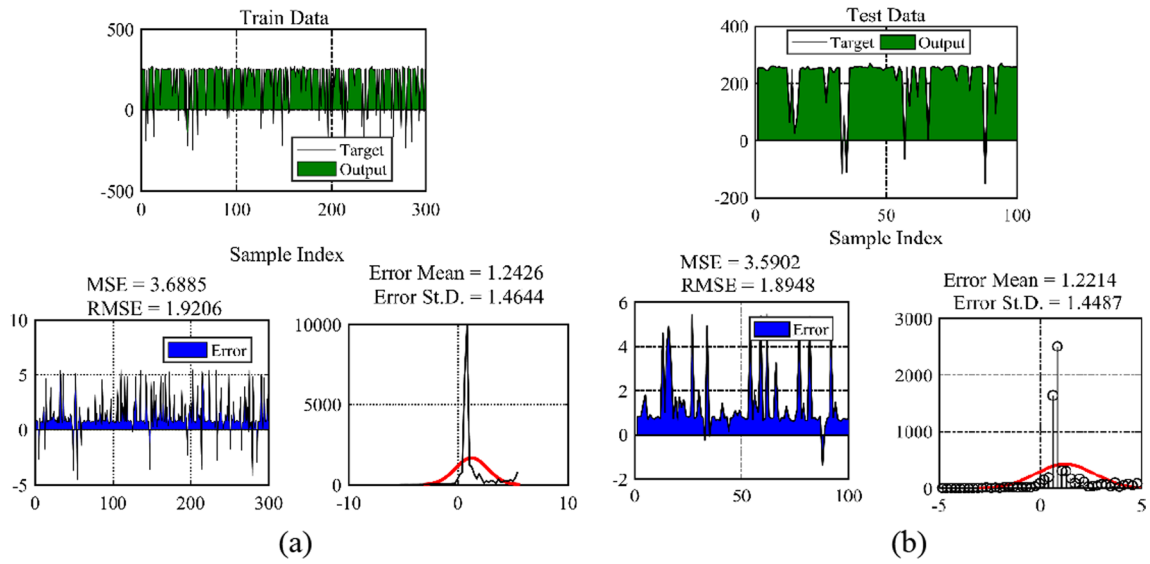 Train Data
500
0
-500
Target
Output
0 100 200 300
Sample Index
MSE = 3.6885
RMSE = 1.9206
10
5
0
-5
Error
0 100 200 300
Error Mean = 1.2426
Error St.D. = 1.4644
10000
5000
0
-10 0 10
(a)
Test Data
400
200
0
-200
Target Output
0 50 100
Sample Index
MSE = 3.5902
RMSE = 1.8948
6
4
2
0
-2
Error
0 50 100
Error Mean = 1.2214
Error St.D. = 1.4487
3000
2000
1000
0
-5 0 5
(b)